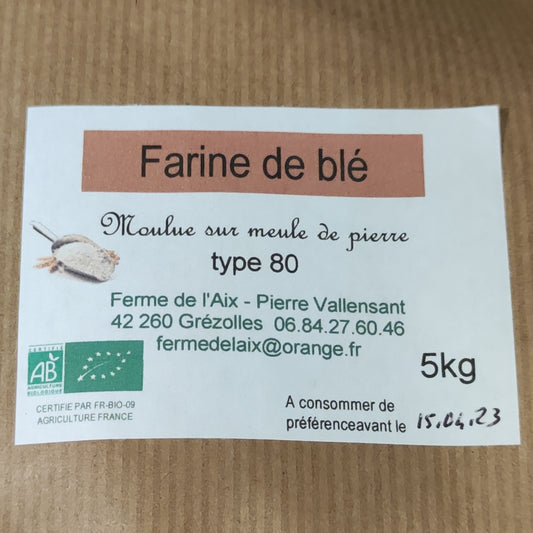 Farine de blé
Moulue sur meule de pierre
type 80
Ferme de l'Aix - Pierre Vallensant
42 260 Grézolles 06.84.27.60.46
fermedelaix@orange.fr
5kg
CERTIFIÉ
AB
AGRICULTURE
BIOLOGIQUE
CERTIFIE PAR FR-BIO-09
AGRICULTURE FRANCE
A consommer de
préférenceavant le 15.04.23